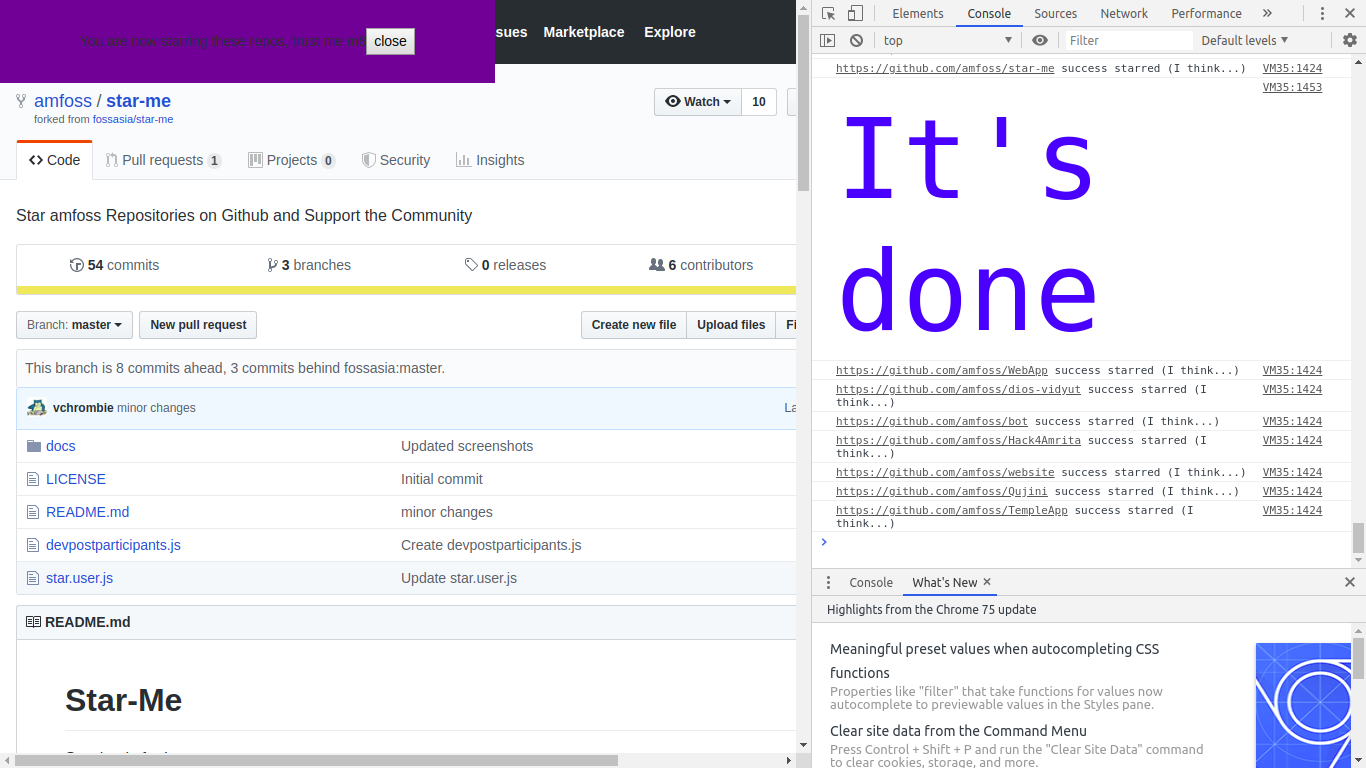 You are now starring these repos, trust me m8 close
sues Marketplace Explore
amfoss / star-me
forked from fossasia/star-me
Watch 10
Code Pull requests 1 Projects 0 Security Insights
Star amfoss Repositories on Github and Support the Community
54 commits 3 branches 0 releases 6 contributors
Branch: master New pull request Create new file Upload files Fi
This branch is 8 commits ahead, 3 commits behind fossasia:master.
vchrombie minor changes La
docs Updated screenshots
LICENSE Initial commit
README.md minor changes
devpostparticipants.js Create devpostparticipants.js
star.user.js Update star.user.js
README.md
Star-Me
Elements Console Sources Network Performance »
top Filter Default levels
https://github.com/amfoss/star-me success starred (I think...) VM35:1424
VM35:1453
It's
done
https://github.com/amfoss/WebApp success starred (I think...) VM35:1424
https://github.com/amfoss/dios-vidyut success starred (I VM35:1424
think...)
https://github.com/amfoss/bot success starred (I think...) VM35:1424
https://github.com/amfoss/Hack4Amrita success starred (I VM35:1424
think...)
https://github.com/amfoss/website success starred (I think...) VM35:1424
https://github.com/amfoss/Qujini success starred (I think...) VM35:1424
https://github.com/amfoss/TempleApp success starred (I VM35:1424
think...)
Console What's New
Highlights from the Chrome 75 update
Meaningful preset values when autocompleting CSS
functions
Properties like "filter" that take functions for values now
autocomplete to previewable values in the Styles pane.
Clear site data from the Command Menu
Press Control + Shift + P and run the "Clear Site Data" command
to clear cookies, storage, and more.